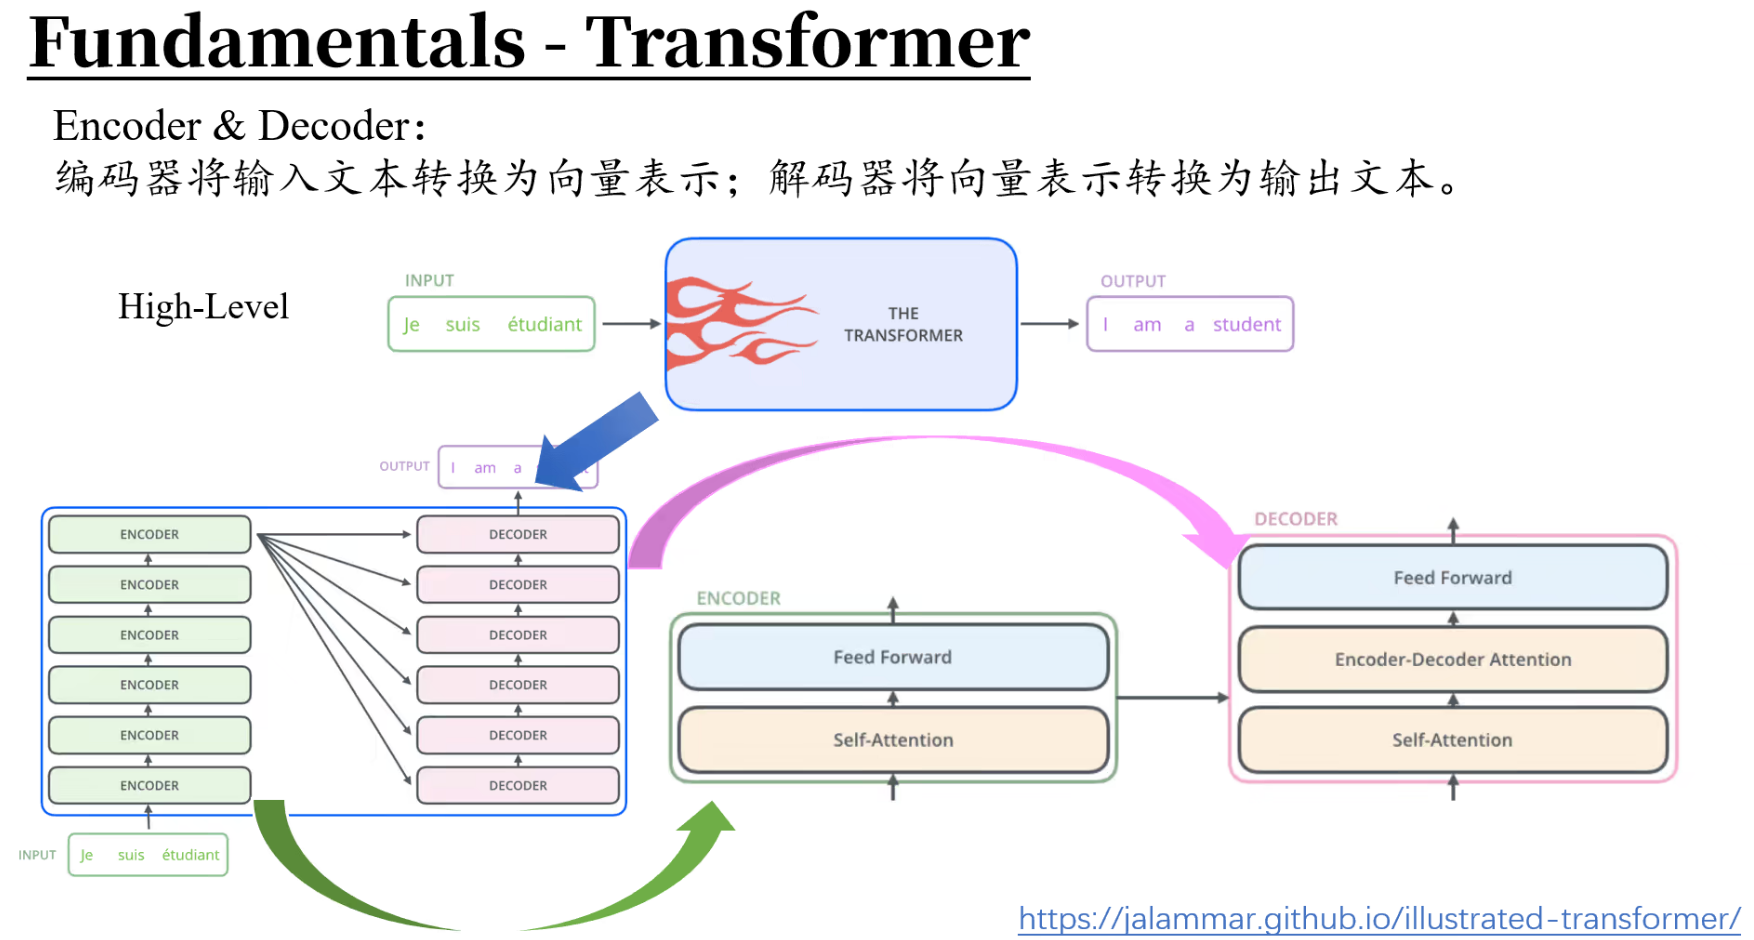 Fundamentals - Transformer
Encoder & Decoder：
编码器将输入文本转换为向量表示；解码器将向量表示转换为输出文本。
High-Level
INPUT
Je suis étudiant
THE
TRANSFORMER
OUTPUT
I am a student
OUTPUT
I am a
ENCODER
ENCODER
ENCODER
ENCODER
ENCODER
ENCODER
DECODER
DECODER
DECODER
DECODER
DECODER
DECODER
INPUT
Je suis étudiant
ENCODER
Feed Forward
Self-Attention
DECODER
Feed Forward
Encoder-Decoder Attention
Self-Attention
https://jalammar.github.io/illustrated-transformer/